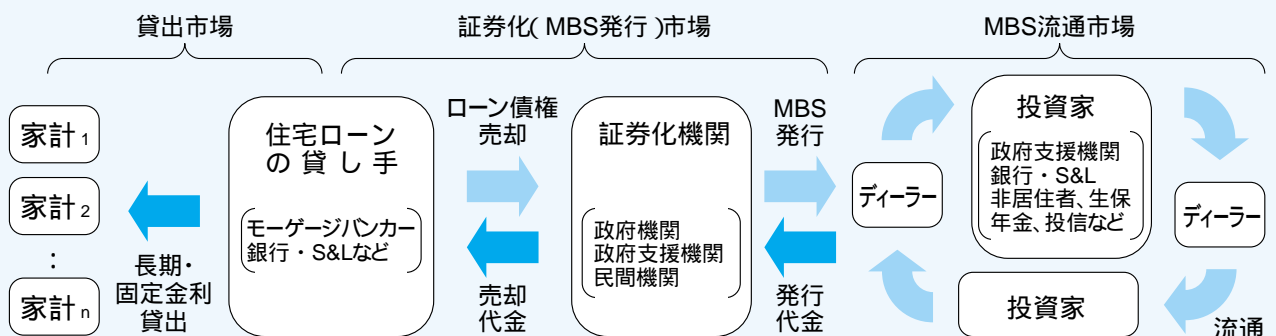 貸出市場
証券化(MBS発行)市場
MBS流通市場
家計1
家計2
:
家計n
長期・
固定金利
貸出
住宅ローン
の貸し手
モーゲージバンカー
銀行・S&Lなど
ローン債権
売却
売却
代金
証券化機関
政府機関
政府支援機関
民間機関
MBS
発行
発行
代金
ディーラー
投資家
政府支援機関
銀行・S&L
非居住者、生保
年金、投信など
ディーラー
投資家
流通